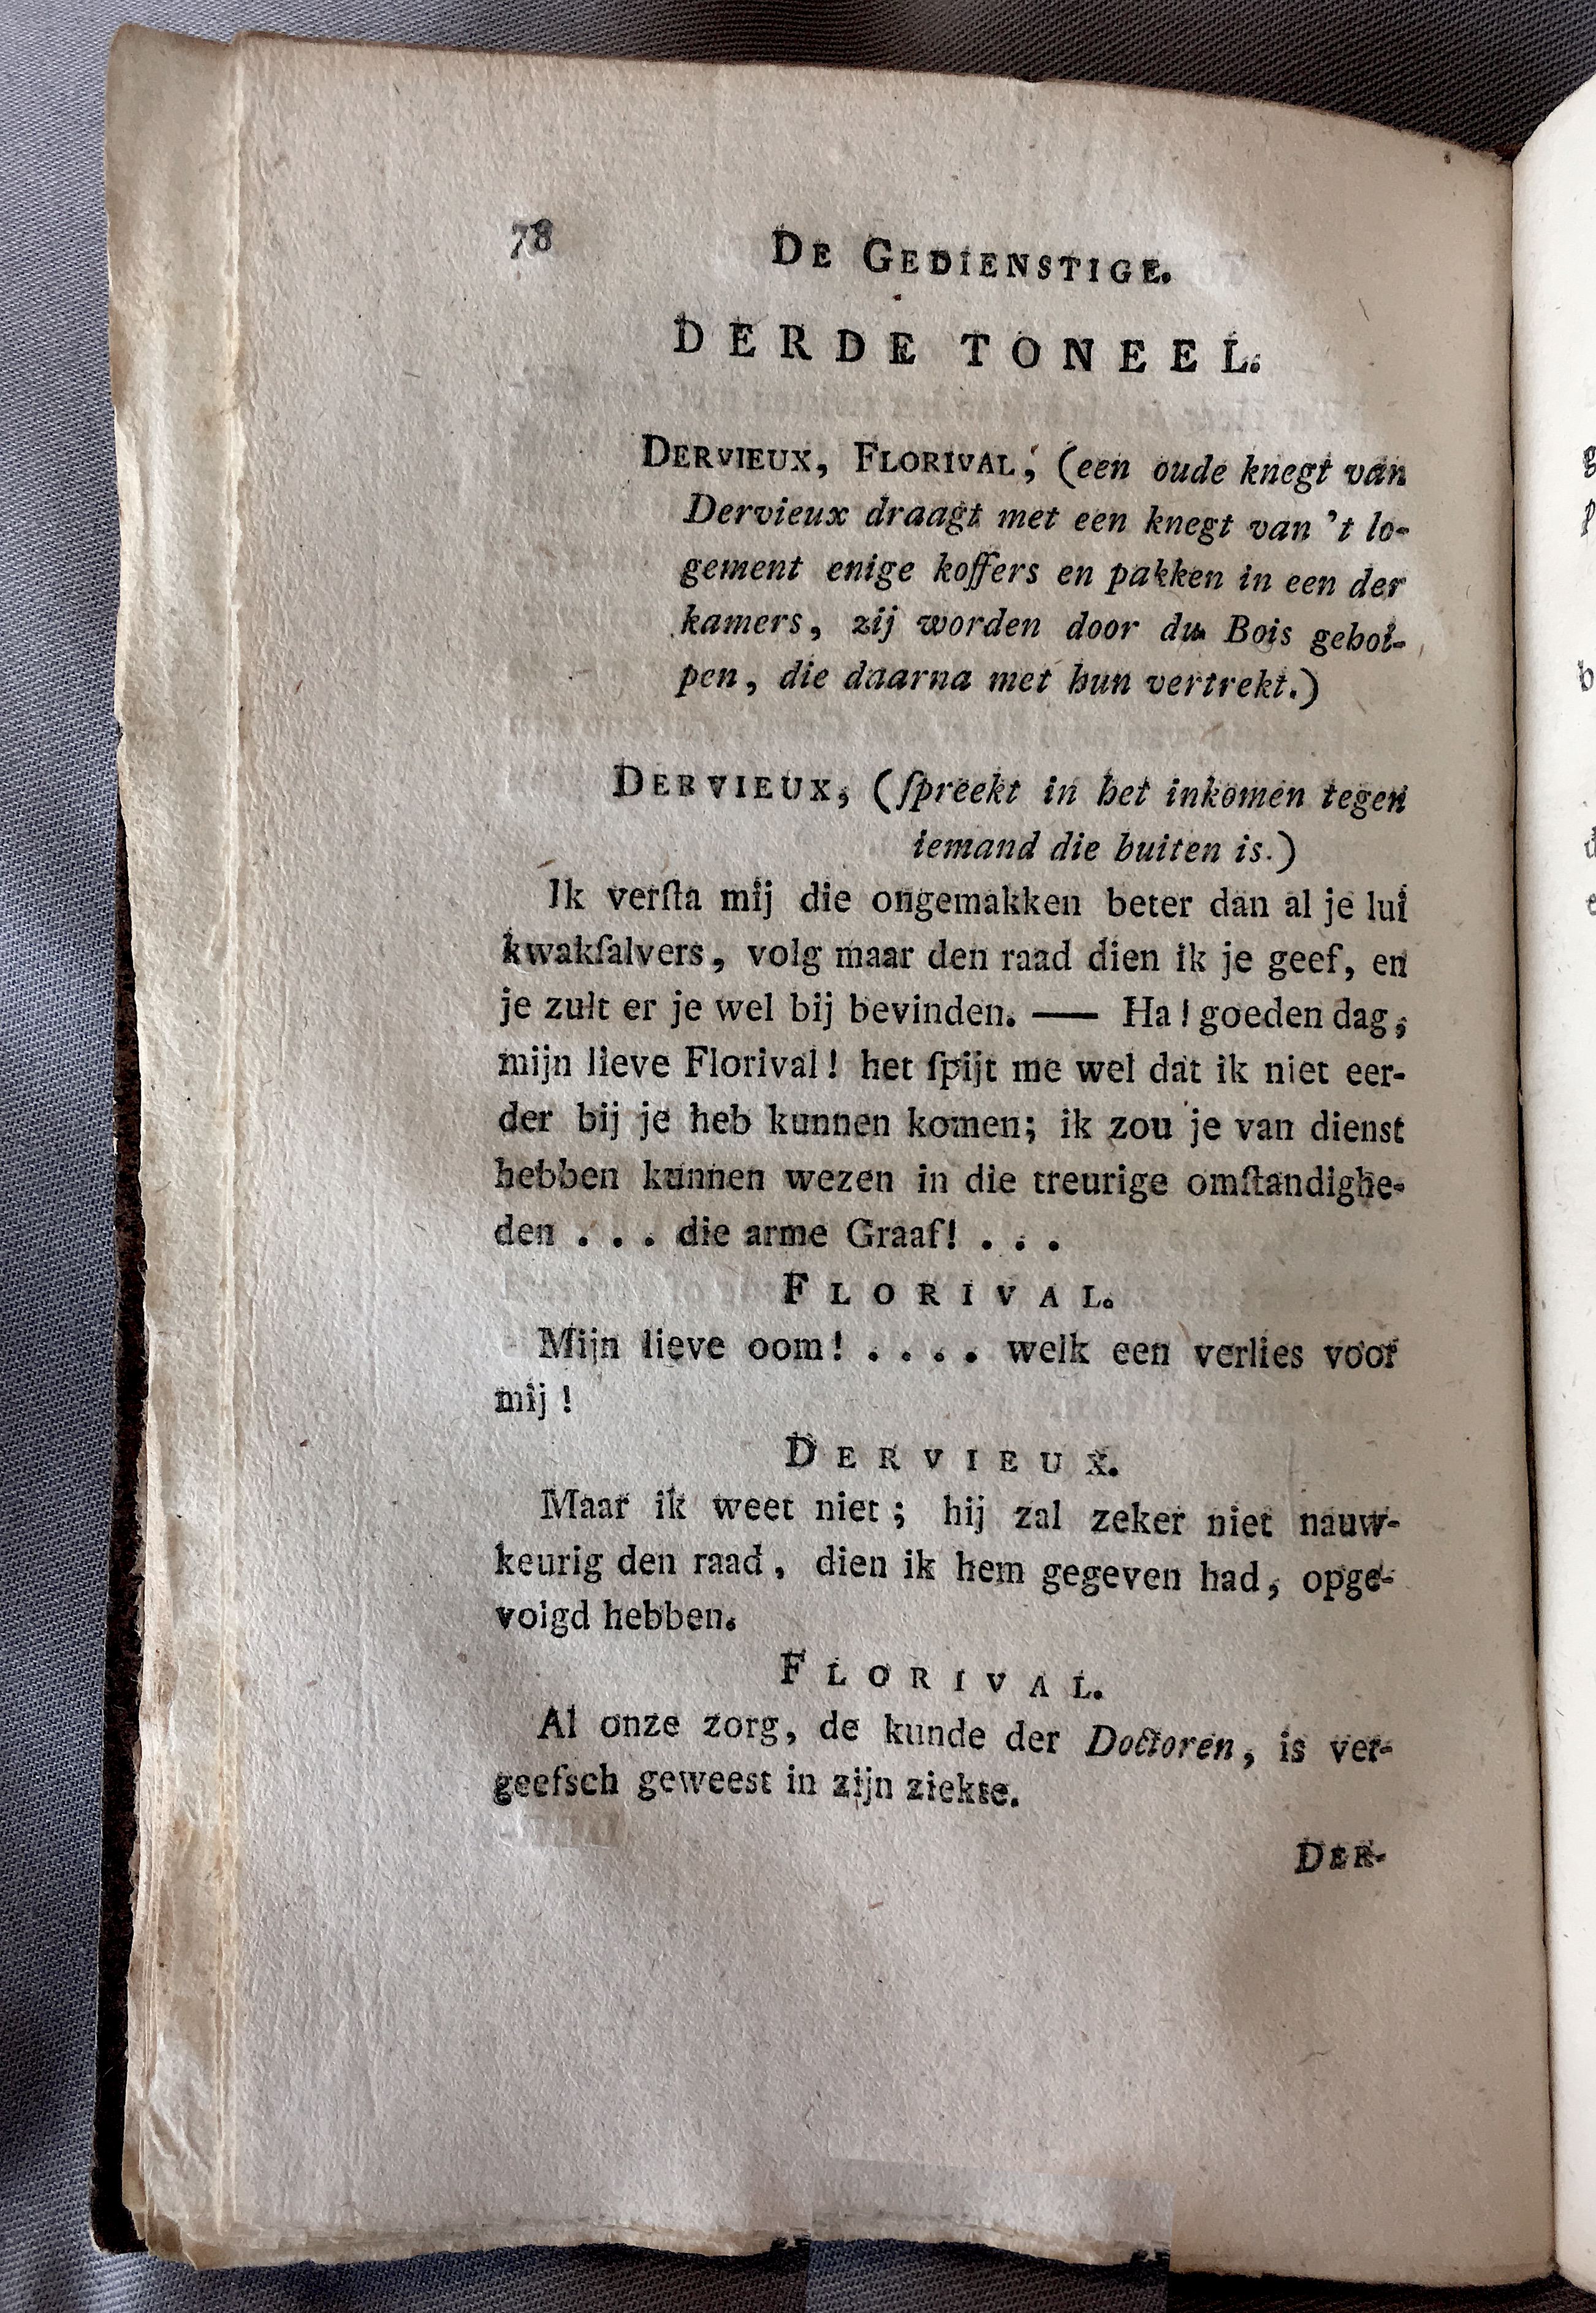 78
DE GEDIENSTIGE.
DERDE TONEEL.
DERVIEUX, FLORIVAL, (een oude knegt van
Dervieux draagt met een knegt van 't lo-
gement enige koffers en pakken in een der
kamers, zij worden door du Bois gehol-
pen, die daarna met hun vertrekt.)
DERVIEUX, (ſpreekt in het inkomen tegen
iemand die buiten is.)
Ik verſta mij die ongemakken beter dan al je lui
kwakſalvers, volg maar den raad dien ik je geef, en
je zult er je wel bij bevinden. —— Ha! goeden dag,
mijn lieve Florival! het ſpijt me wel dat ik niet eer-
der bij je heb kunnen komen; ik zou je van dienst
hebben kunnen wezen in die treurige omſtandighe-
den . . . die arme Graaf! . . .
FLORIVAL.
Mijn lieve oom! . . . . welk een verlies voor
mij!
DERVIEUX.
Maar ik weet niet; hij zal zeker niet nauw-
keurig den raad, dien ik hem gegeven had, opge-
volgd hebben.
FLORIVAL.
Al onze zorg, de kunde der Doctoren, is ver-
geefsch geweest in zijn ziekte.
DER-